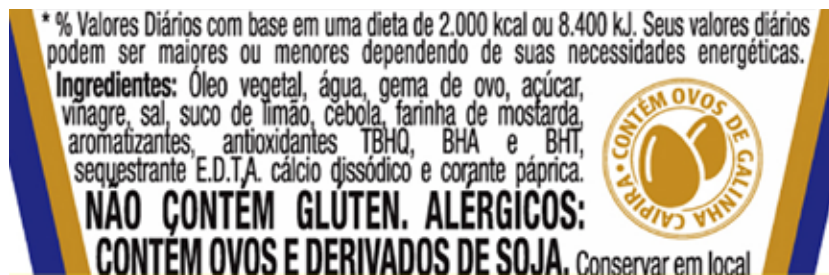 * % Valores Diários com base em uma dieta de 2.000 kcal ou 8.400 kJ. Seus valores diários
podem ser maiores ou menores dependendo de suas necessidades energéticas.
Ingredientes: Óleo vegetal, água, gema de ovo, açúcar,
vinagre, sal, suco de limão, cebola, farinha de mostarda,
aromatizantes, antioxidantes TBHQ, BHA e BHT,
sequestrante E.D.T.A. cálcio dissódico e corante páprica.
NÃO CONTÉM GLÚTEN. ALÉRGICOS:
CONTÉM OVOS E DERIVADOS DE SOJA. Conservar em local
• CONTÉM OVOS DE GALINHA CAIPIRA